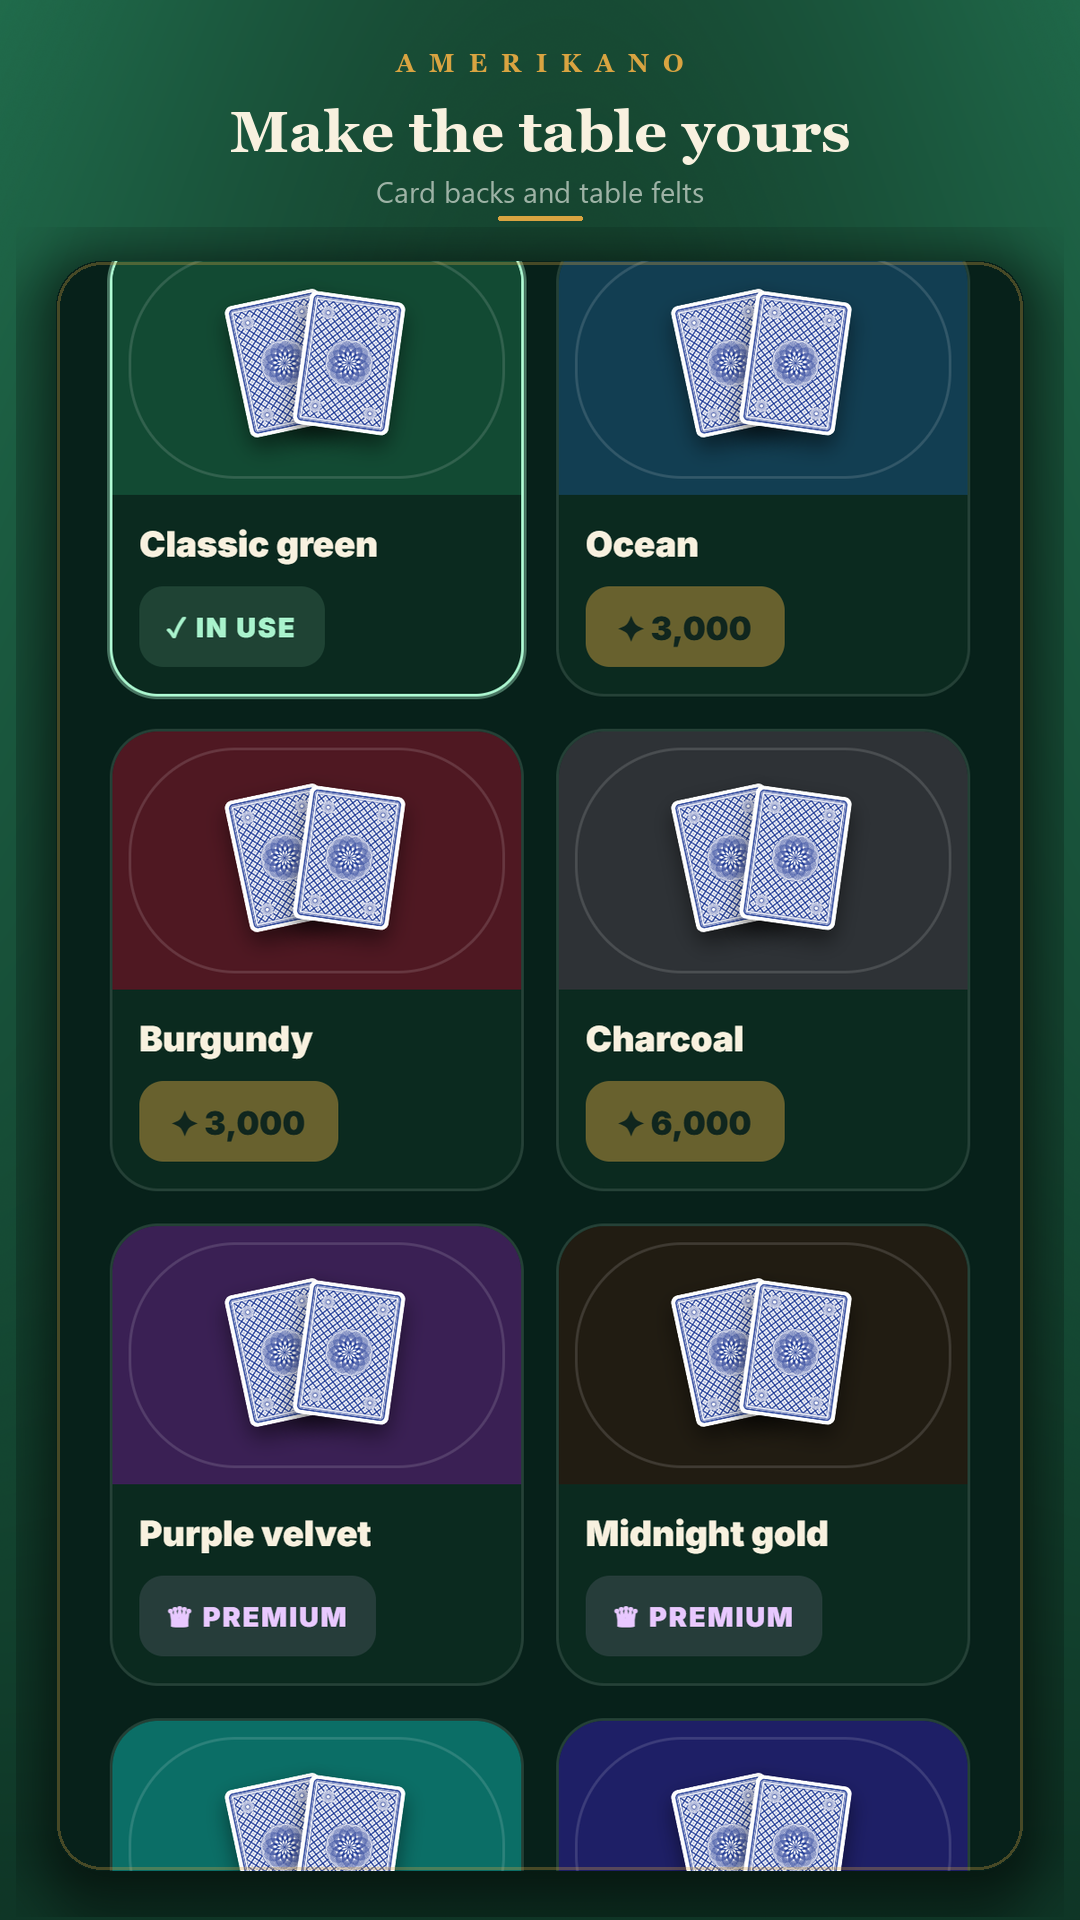 AMERIKANO
Make the table yours
Card backs and table felts
Classic green
✓ IN USE
Ocean
✦ 3,000
Burgundy
✦ 3,000
Charcoal
✦ 6,000
Purple velvet
♛ PREMIUM
Midnight gold
♛ PREMIUM